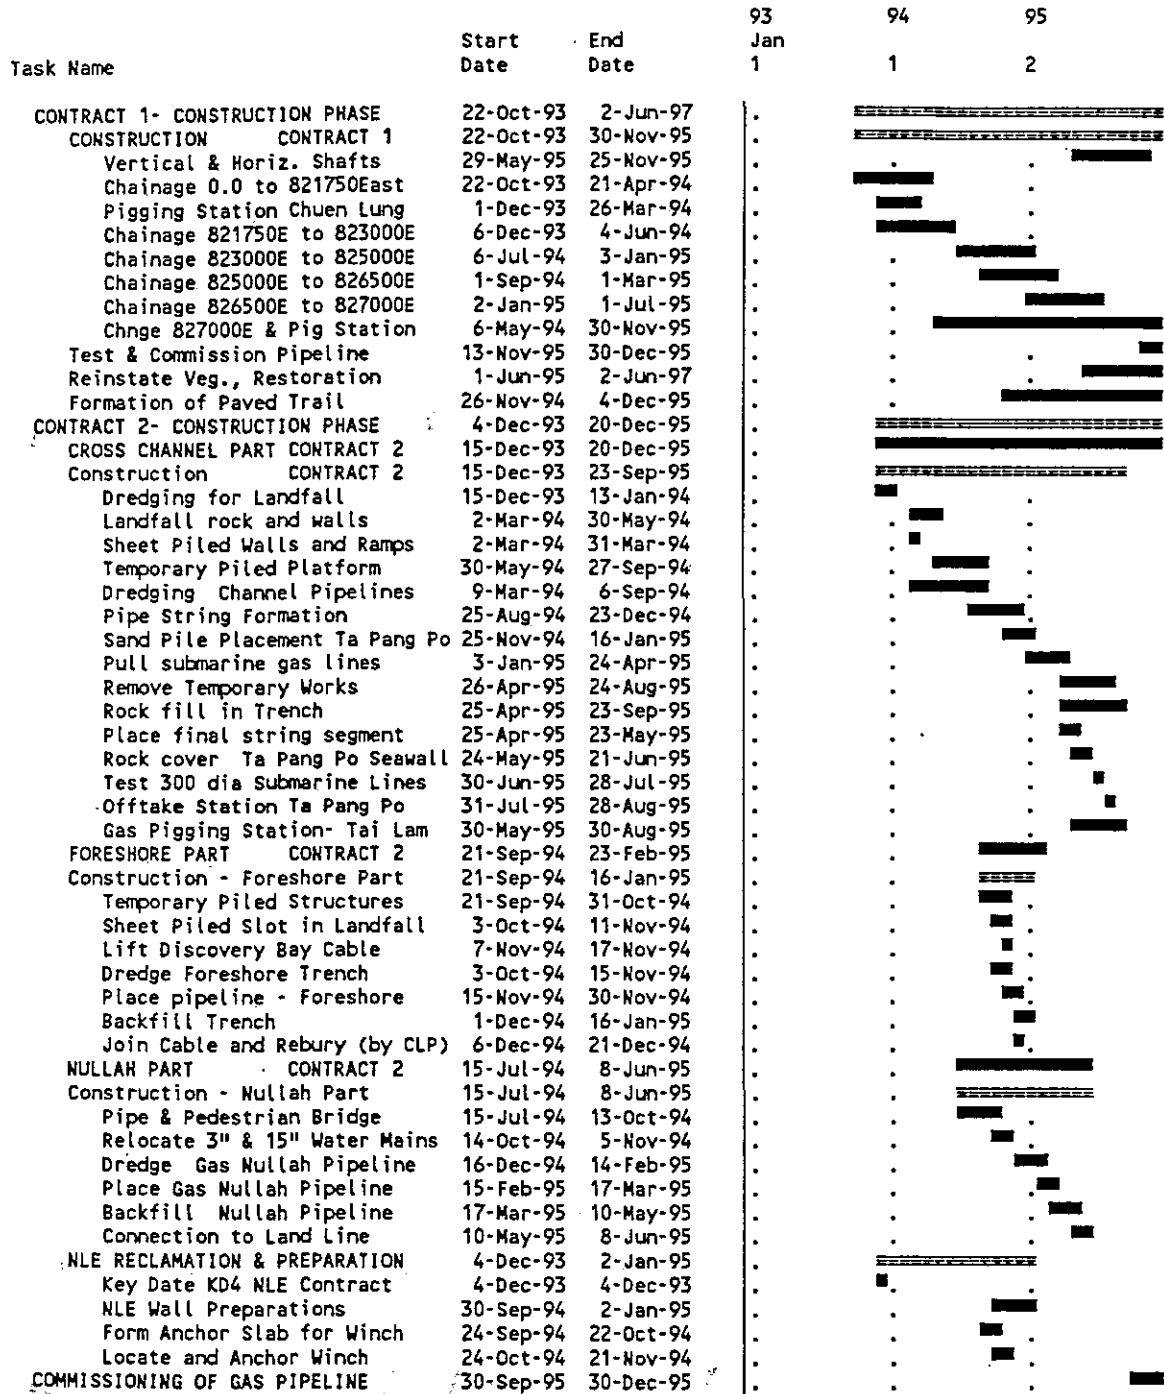 93 94 95
Start End Jan
Task Name Date Date 1 1 2
CONTRACT 1- CONSTRUCTION PHASE 22-Oct-93 2-Jun-97
CONSTRUCTION CONTRACT 1 22-Oct-93 30-Nov-95
Vertical & Horiz. Shafts 29-May-95 25-Nov-95
Chainage 0.0 to 821750East 22-Oct-93 21-Apr-94
Pigging Station Chuen Lung 1-Dec-93 26-Mar-94
Chainage 821750E to 823000E 6-Dec-93 4-Jun-94
Chainage 823000E to 825000E 6-Jul-94 3-Jan-95
Chainage 825000E to 826500E 1-Sep-94 1-Mar-95
Chainage 826500E to 827000E 2-Jan-95 1-Jul-95
Chnge 827000E & Pig Station 6-May-94 30-Nov-95
Test & Commission Pipeline 13-Nov-95 30-Dec-95
Reinstate Veg., Restoration 1-Jun-95 2-Jun-97
Formation of Paved Trail 26-Nov-94 4-Dec-95
CONTRACT 2- CONSTRUCTION PHASE 4-Dec-93 20-Dec-95
CROSS CHANNEL PART CONTRACT 2 15-Dec-93 20-Dec-95
Construction CONTRACT 2 15-Dec-93 23-Sep-95
Dredging for Landfall 15-Dec-93 13-Jan-94
Landfall rock and walls 2-Mar-94 30-May-94
Sheet Piled Walls and Ramps 2-Mar-94 31-Mar-94
Temporary Piled Platform 30-May-94 27-Sep-94
Dredging Channel Pipelines 9-Mar-94 6-Sep-94
Pipe String Formation 25-Aug-94 23-Dec-94
Sand Pile Placement Ta Pang Po 25-Nov-94 16-Jan-95
Pull submarine gas lines 3-Jan-95 24-Apr-95
Remove Temporary Works 26-Apr-95 24-Aug-95
Rock fill in Trench 25-Apr-95 23-Sep-95
Place final string segment 25-Apr-95 23-May-95
Rock cover Ta Pang Po Seawall 24-May-95 21-Jun-95
Test 300 dia Submarine Lines 30-Jun-95 28-Jul-95
Offtake Station Ta Pang Po 31-Jul-95 28-Aug-95
Gas Pigging Station- Tai Lam 30-May-95 30-Aug-95
FORESHORE PART CONTRACT 2 21-Sep-94 23-Feb-95
Construction - Foreshore Part 21-Sep-94 16-Jan-95
Temporary Piled Structures 21-Sep-94 31-Oct-94
Sheet Piled Slot in Landfall 3-Oct-94 11-Nov-94
Lift Discovery Bay Cable 7-Nov-94 17-Nov-94
Dredge Foreshore Trench 3-Oct-94 15-Nov-94
Place pipeline - Foreshore 15-Nov-94 30-Nov-94
Backfill Trench 1-Dec-94 16-Jan-95
Join Cable and Rebury (by CLP) 6-Dec-94 21-Dec-94
NULLAH PART CONTRACT 2 15-Jul-94 8-Jun-95
Construction - Nullah Part 15-Jul-94 8-Jun-95
Pipe & Pedestrian Bridge 15-Jul-94 13-Oct-94
Relocate 3" & 15" Water Mains 14-Oct-94 5-Nov-94
Dredge Gas Nullah Pipeline 16-Dec-94 14-Feb-95
Place Gas Nullah Pipeline 15-Feb-95 17-Mar-95
Backfill Nullah Pipeline 17-Mar-95 10-May-95
Connection to Land Line 10-May-95 8-Jun-95
NLE RECLAMATION & PREPARATION 4-Dec-93 2-Jan-95
Key Date KD4 NLE Contract 4-Dec-93 4-Dec-93
NLE Wall Preparations 30-Sep-94 2-Jan-95
Form Anchor Slab for Winch 24-Sep-94 22-Oct-94
Locate and Anchor Winch 24-Oct-94 21-Nov-94
COMMISSIONING OF GAS PIPELINE 30-Sep-95 30-Dec-95